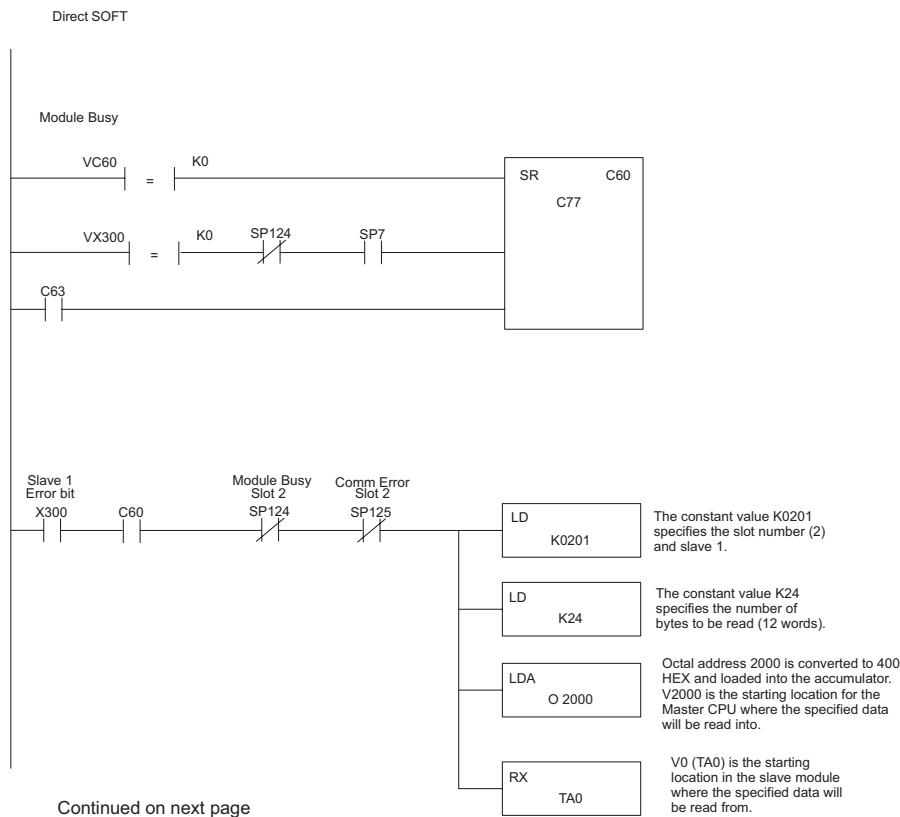 Direct SOFT
Module Busy
VC60 = K0
SR C60
C77
VX300 = K0 SP124 SP7
C63
Slave 1
Error bit
X300
C60
Module Busy
Slot 2
SP124
Comm Error
Slot 2
SP125
LD
K0201
The constant value K0201
specifies the slot number (2)
and slave 1.
LD
K24
The constant value K24
specifies the number of
bytes to be read (12 words).
LDA
O 2000
Octal address 2000 is converted to 400
HEX and loaded into the accumulator.
V2000 is the starting location for the
Master CPU where the specified data
will be read into.
RX
TA0
V0 (TA0) is the starting
location in the slave module
where the specified data will
be read from.
Continued on next page